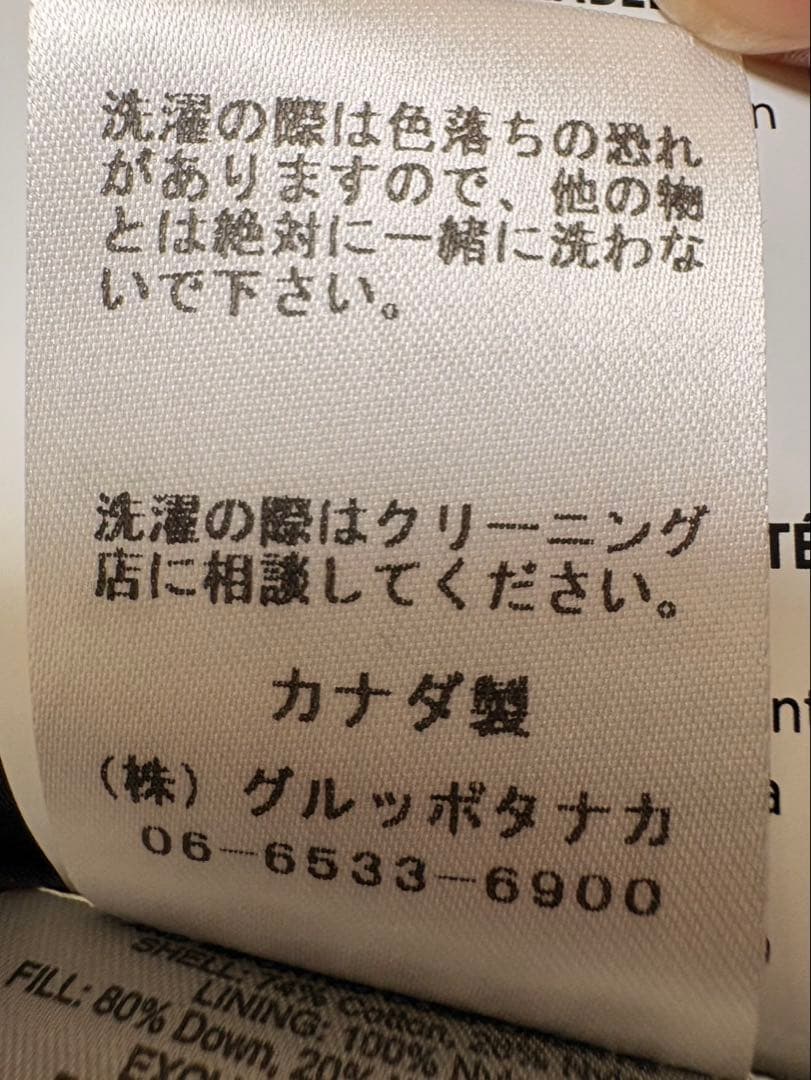 洗濯の際は色落ちの恐れ
がありますので、他の物
とは絶対に一緒に洗わな
いで下さい。
洗濯の際はクリーニング
店に相談してください。
カナダ製
(株) グルッポタナカ
06-6533-6900
SHELL: 74% Cotton,
LINING: 100%
FILL: 80% Down, 20%